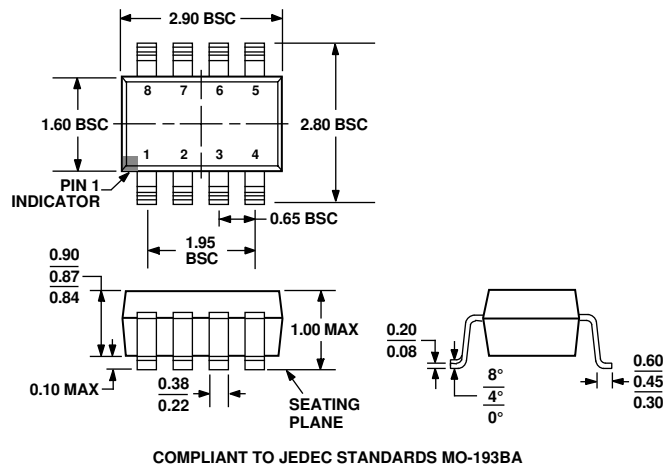 2.90 BSC
8 7 6 5
1.60 BSC
2.80 BSC
1 2 3 4
PIN 1
INDICATOR
0.65 BSC
1.95
BSC
0.90
0.87
0.84
1.00 MAX
0.20
0.08
0.10 MAX
0.38
0.22
SEATING
PLANE
8°
4°
0°
0.60
0.45
0.30
COMPLIANT TO JEDEC STANDARDS MO-193BA